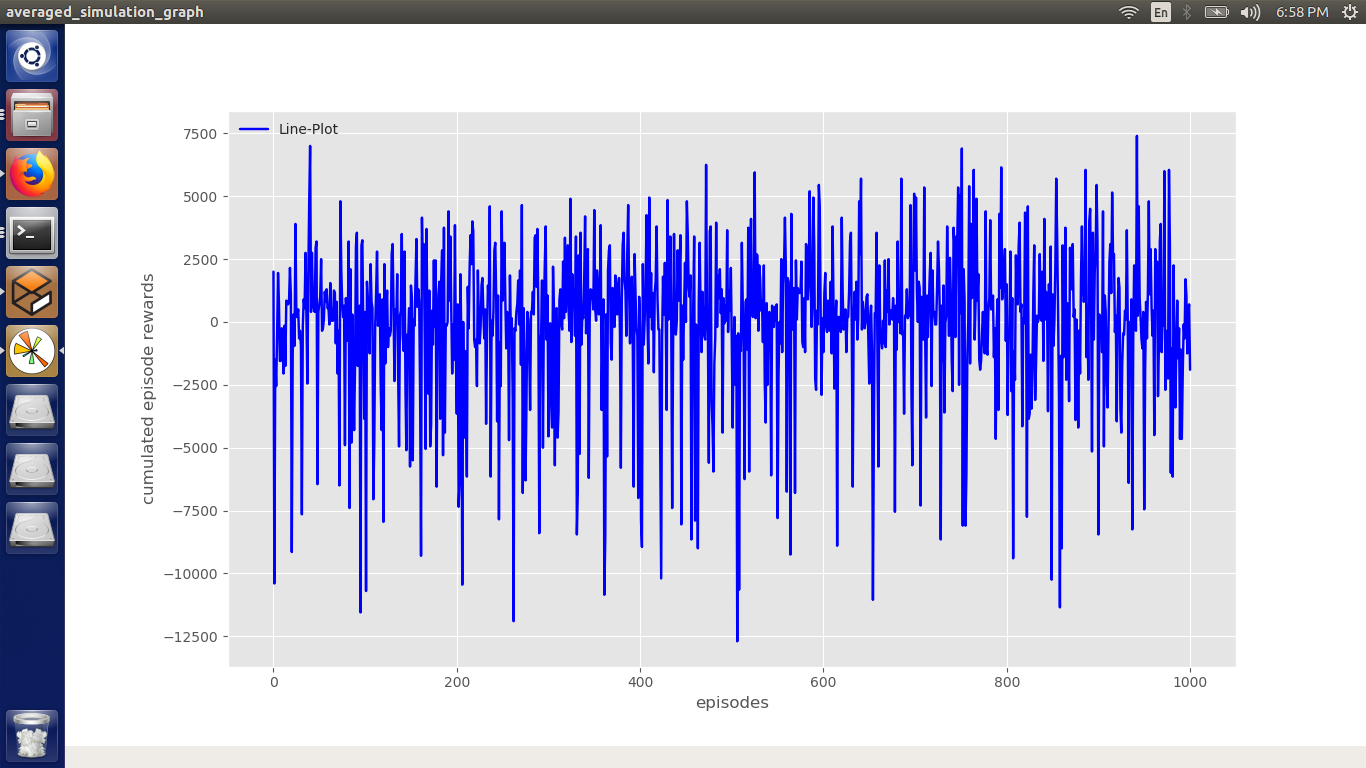 averaged_simulation_graph
En
6:58 PM
Line-Plot
7500
5000
2500
0
−2500
−5000
−7500
−10000
−12500
cumulated episode rewards
0 200 400 600 800 1000
episodes